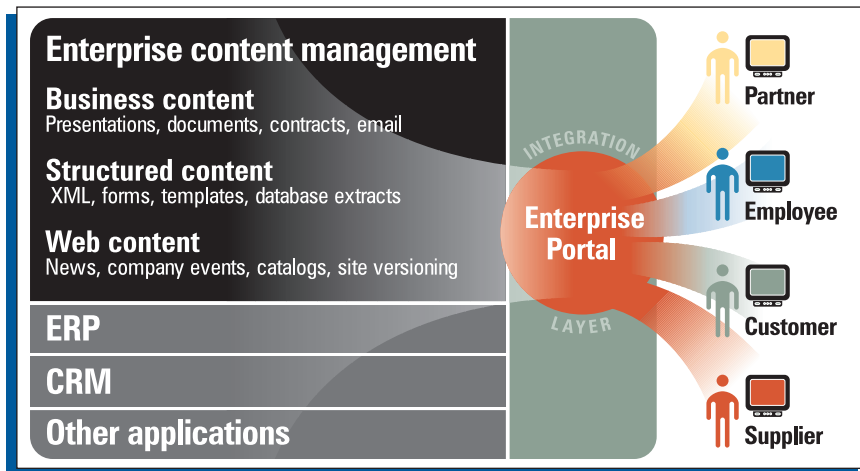 Enterprise content management
Business content
Presentations, documents, contracts, email
Structured content
XML, forms, templates, database extracts
Web content
News, company events, catalogs, site versioning
ERP
CRM
Other applications
INTEGRATION
Enterprise
Portal
LAYER
Partner
Employee
Customer
Supplier